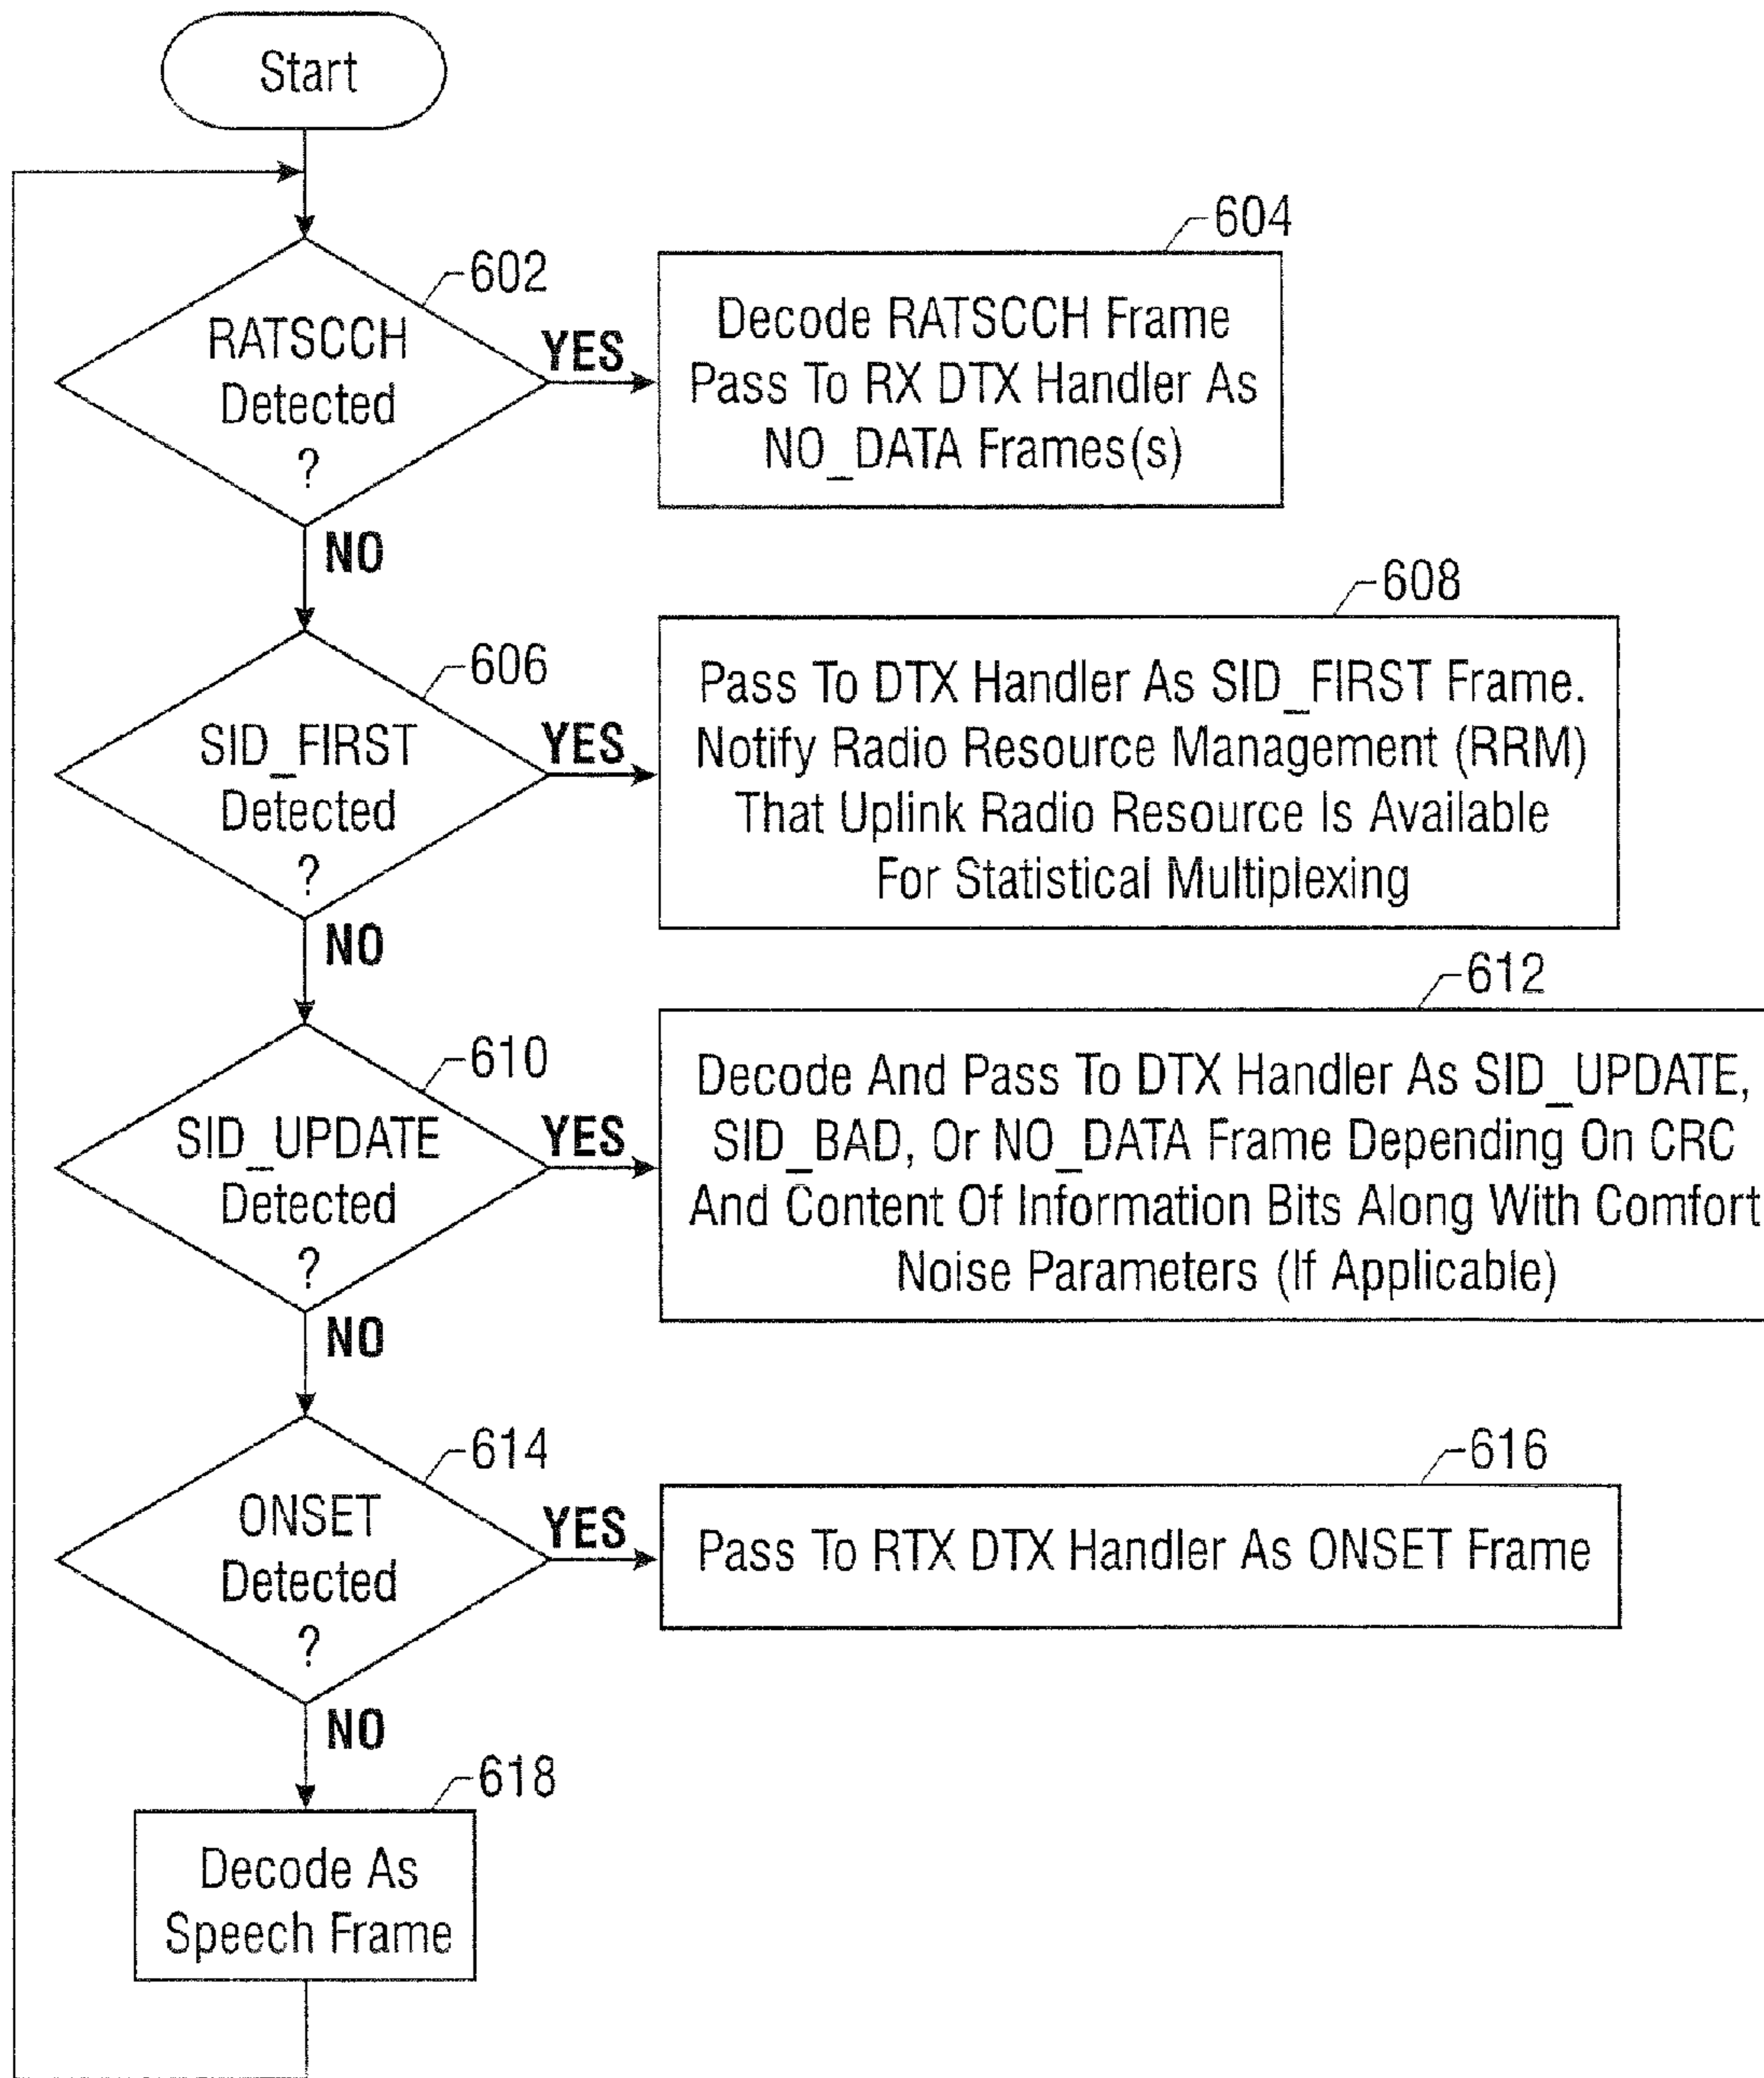 Start
602
RATSCCH
Detected
?
YES
NO
604
Decode RATSCCH Frame
Pass To RX DTX Handler As
NO_DATA Frames(s)
606
SID_FIRST
Detected
?
YES
NO
608
Pass To DTX Handler As SID_FIRST Frame.
Notify Radio Resource Management (RRM)
That Uplink Radio Resource Is Available
For Statistical Multiplexing
610
SID_UPDATE
Detected
?
YES
NO
612
Decode And Pass To DTX Handler As SID_UPDATE,
SID_BAD, Or NO_DATA Frame Depending On CRC
And Content Of Information Bits Along With Comfort
Noise Parameters (If Applicable)
614
ONSET
Detected
?
YES
NO
616
Pass To RTX DTX Handler As ONSET Frame
618
Decode As
Speech Frame